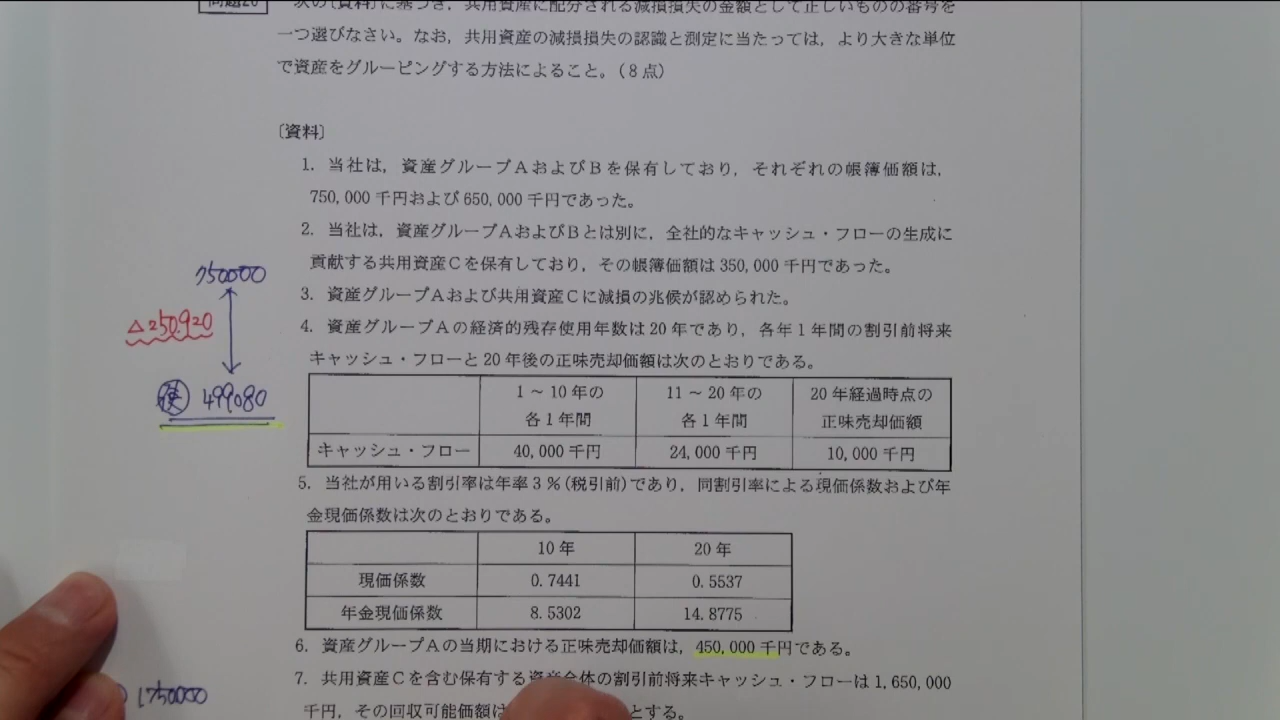 問題20 次の〔資料〕に基づき，共用資産に配分される減損損失の金額として正しいものの番号を
一つ選びなさい。なお，共用資産の減損損失の認識と測定に当たっては，より大きな単位
で資産をグルーピングする方法によること。（８点）
〔資料〕
1．当社は，資産グループＡおよびＢを保有しており，それぞれの帳簿価額は，
750,000千円および650,000千円であった。
2．当社は，資産グループＡおよびＢとは別に，全社的なキャッシュ・フローの生成に
貢献する共用資産Ｃを保有しており，その帳簿価額は350,000千円であった。
3．資産グループＡおよび共用資産Ｃに減損の兆候が認められた。
4．資産グループＡの経済的残存使用年数は20年であり，各年１年間の割引前将来
キャッシュ・フローと20年後の正味売却価額は次のとおりである。
750000
△250,920
使 499080
1～10年の 11～20年の 20年経過時点の
各１年間 各１年間 正味売却価額
キャッシュ・フロー 40,000千円 24,000千円 10,000千円
5．当社が用いる割引率は年率３％(税引前)であり，同割引率による現価係数および年
金現価係数は次のとおりである。
10年 20年
現価係数 0.7441 0.5537
年金現価係数 8.5302 14.8775
6．資産グループＡの当期における正味売却価額は，450,000千円である。
7．共用資産Ｃを含む保有する資産全体の割引前将来キャッシュ・フローは1,650,000
千円，その回収可能価額は とする。
1750000